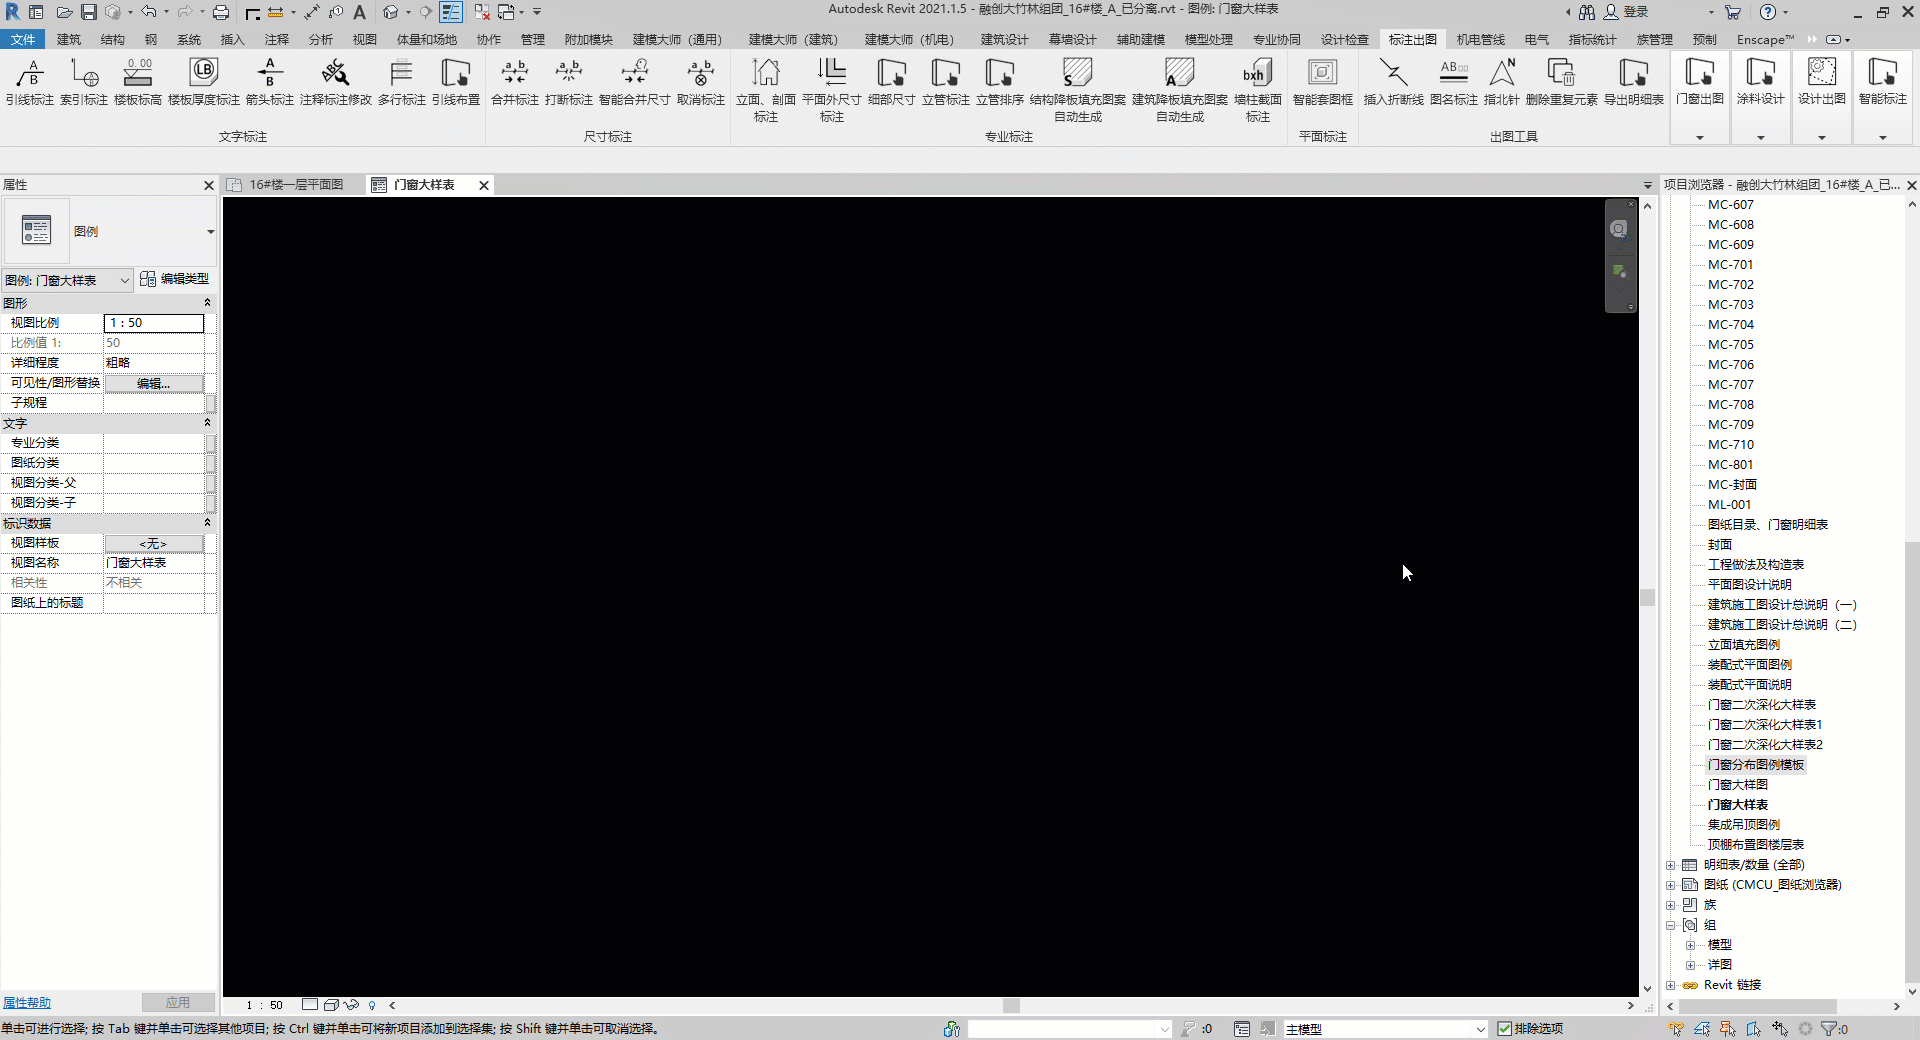 Autodesk Revit 2021.1.5 - 融创大竹林组团_16#楼_A_已分离.rvt - 图例: 门窗大样表
登录
文件 建筑 结构 钢 系统 插入 注释 分析 视图 体量和场地 协作 管理 附加模块 建模大师（通用） 建模大师（建筑） 建模大师（机电） 建筑设计 幕墙设计 辅助建模 模型处理 专业协同 设计检查 标注出图 机电管线 电气 指标统计 族管理 预制 Enscape™
引线标注 索引标注 楼板标高 楼板厚度标注 箭头标注 注释标注修改 多行标注 引线布置 合并标注 打断标注 智能合并尺寸 取消标注 立面、剖面标注 平面外尺寸标注 细部尺寸 立管标注 立管排序 结构降板填充图案自动生成 建筑降板填充图案自动生成 墙柱截面标注 智能套图框 插入折断线 图名标注 指北针 删除重复元素 导出明细表 门窗出图 涂料设计 设计出图 智能标注
文字标注 尺寸标注 专业标注 平面标注 出图工具
属性
16#楼一层平面图 门窗大样表
项目浏览器 - 融创大竹林组团_16#楼_A_已...
图例
图例: 门窗大样表 编辑类型
图形
视图比例 1 : 50
比例值 1: 50
详细程度 粗略
可见性/图形替换 编辑...
子规程
文字
专业分类
图纸分类
视图分类-父
视图分类-子
标识数据
视图样板 <无>
视图名称 门窗大样表
相关性 不相关
图纸上的标题
属性帮助 应用
MC-607
MC-608
MC-609
MC-701
MC-702
MC-703
MC-704
MC-705
MC-706
MC-707
MC-708
MC-709
MC-710
MC-801
MC-封面
ML-001
图纸目录、门窗明细表
封面
工程做法及构造表
平面图设计说明
建筑施工图设计总说明（一）
建筑施工图设计总说明（二）
立面填充图例
装配式平面图例
装配式平面说明
门窗二次深化大样表
门窗二次深化大样表1
门窗二次深化大样表2
门窗分布图例模板
门窗大样图
门窗大样表
集成吊顶图例
顶棚布置图楼层表
明细表/数量 (全部)
图纸 (CMCU_图纸浏览器)
族
组
模型
详图
Revit 链接
1 : 50
单击可进行选择; 按 Tab 键并单击可选择其他项目; 按 Ctrl 键并单击可将新项目添加到选择集; 按 Shift 键并单击可取消选择。
:0 主模型 排除选项 :0